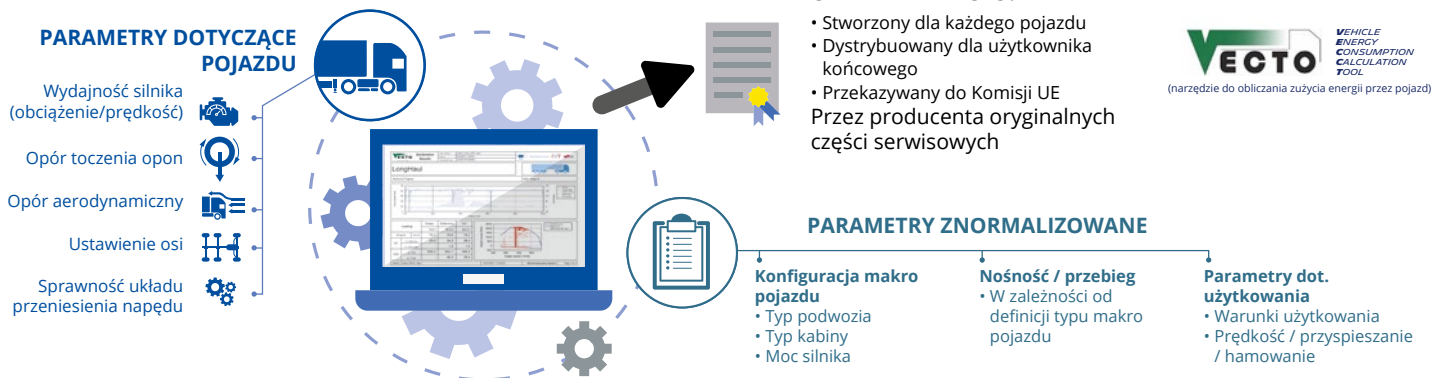 PARAMETRY DOTYCZĄCE
POJAZDU
Wydajność silnika
(obciążenie/prędkość)
Opór toczenia opon
Opór aerodynamiczny
Ustawienie osi
Sprawność układu
przeniesienia napędu
VECTO
LongHaul
• Stworzony dla każdego pojazdu
• Dystrybuowany dla użytkownika
końcowego
• Przekazywany do Komisji UE
Przez producenta oryginalnych
części serwisowych
VECTO
VEHICLE
ENERGY
CONSUMPTION
CALCULATION
TOOL
(narzędzie do obliczania zużycia energii przez pojazd)
PARAMETRY ZNORMALIZOWANE
Konfiguracja makro
pojazdu
• Typ podwozia
• Typ kabiny
• Moc silnika
Nośność / przebieg
• W zależności od
definicji typu makro
pojazdu
Parametry dot.
użytkowania
• Warunki użytkowania
• Prędkość / przyspieszanie
/ hamowanie